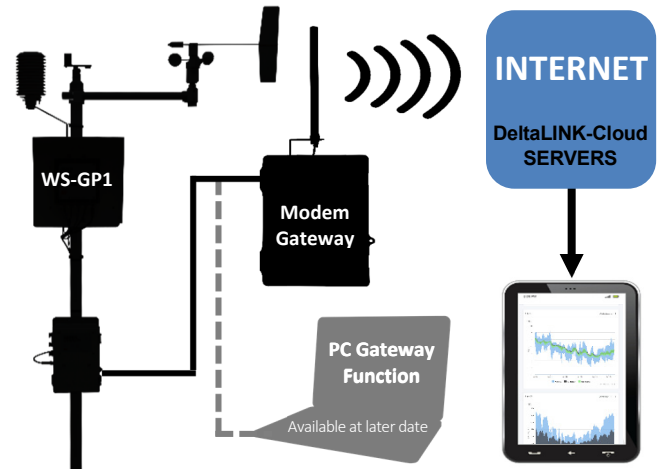 WS-GP1
Modem
Gateway
INTERNET
DeltaLINK-Cloud
SERVERS
PC Gateway
Function
Available at later date